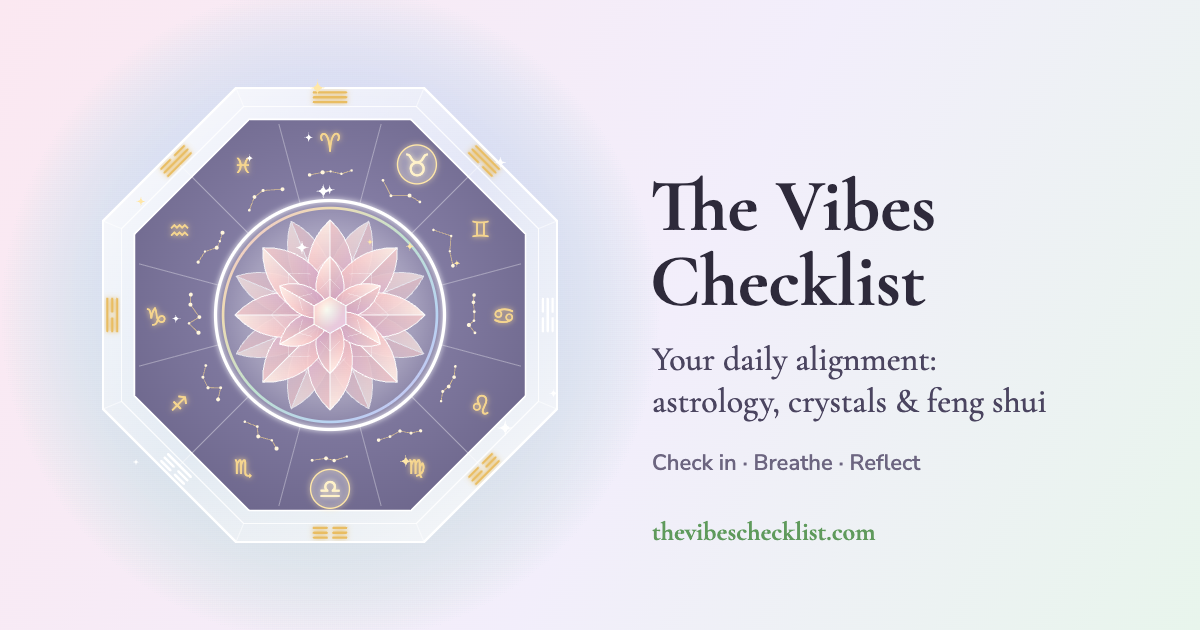 The Vibes
Checklist
Your daily alignment:
astrology, crystals & feng shui
Check in · Breathe · Reflect
thevibeschecklist.com